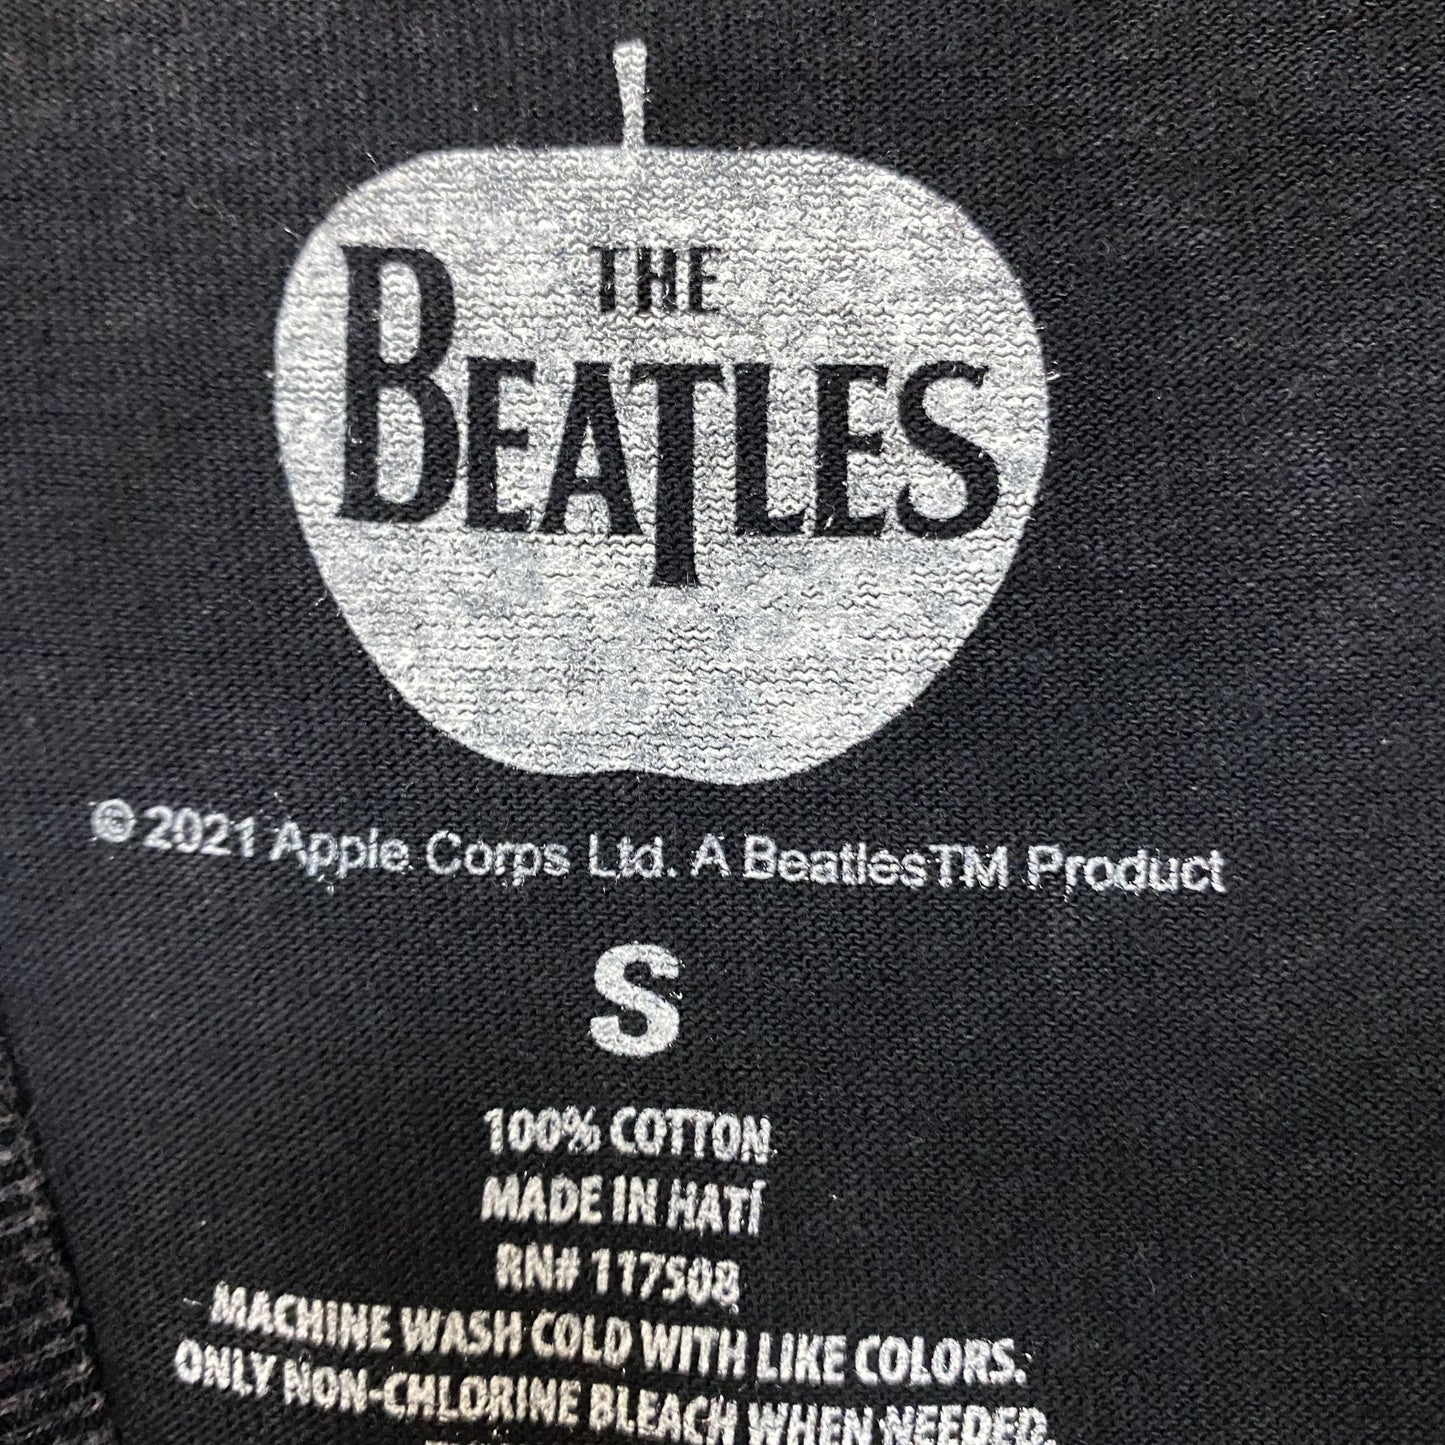 THE
BEATLES
© 2021 Apple Corps Ltd. A BeatlesTM Product
S
100% COTTON
MADE IN HATÍ
RN# 117508
MACHINE WASH COLD WITH LIKE COLORS.
ONLY NON-CHLORINE BLEACH WHEN NEEDED.